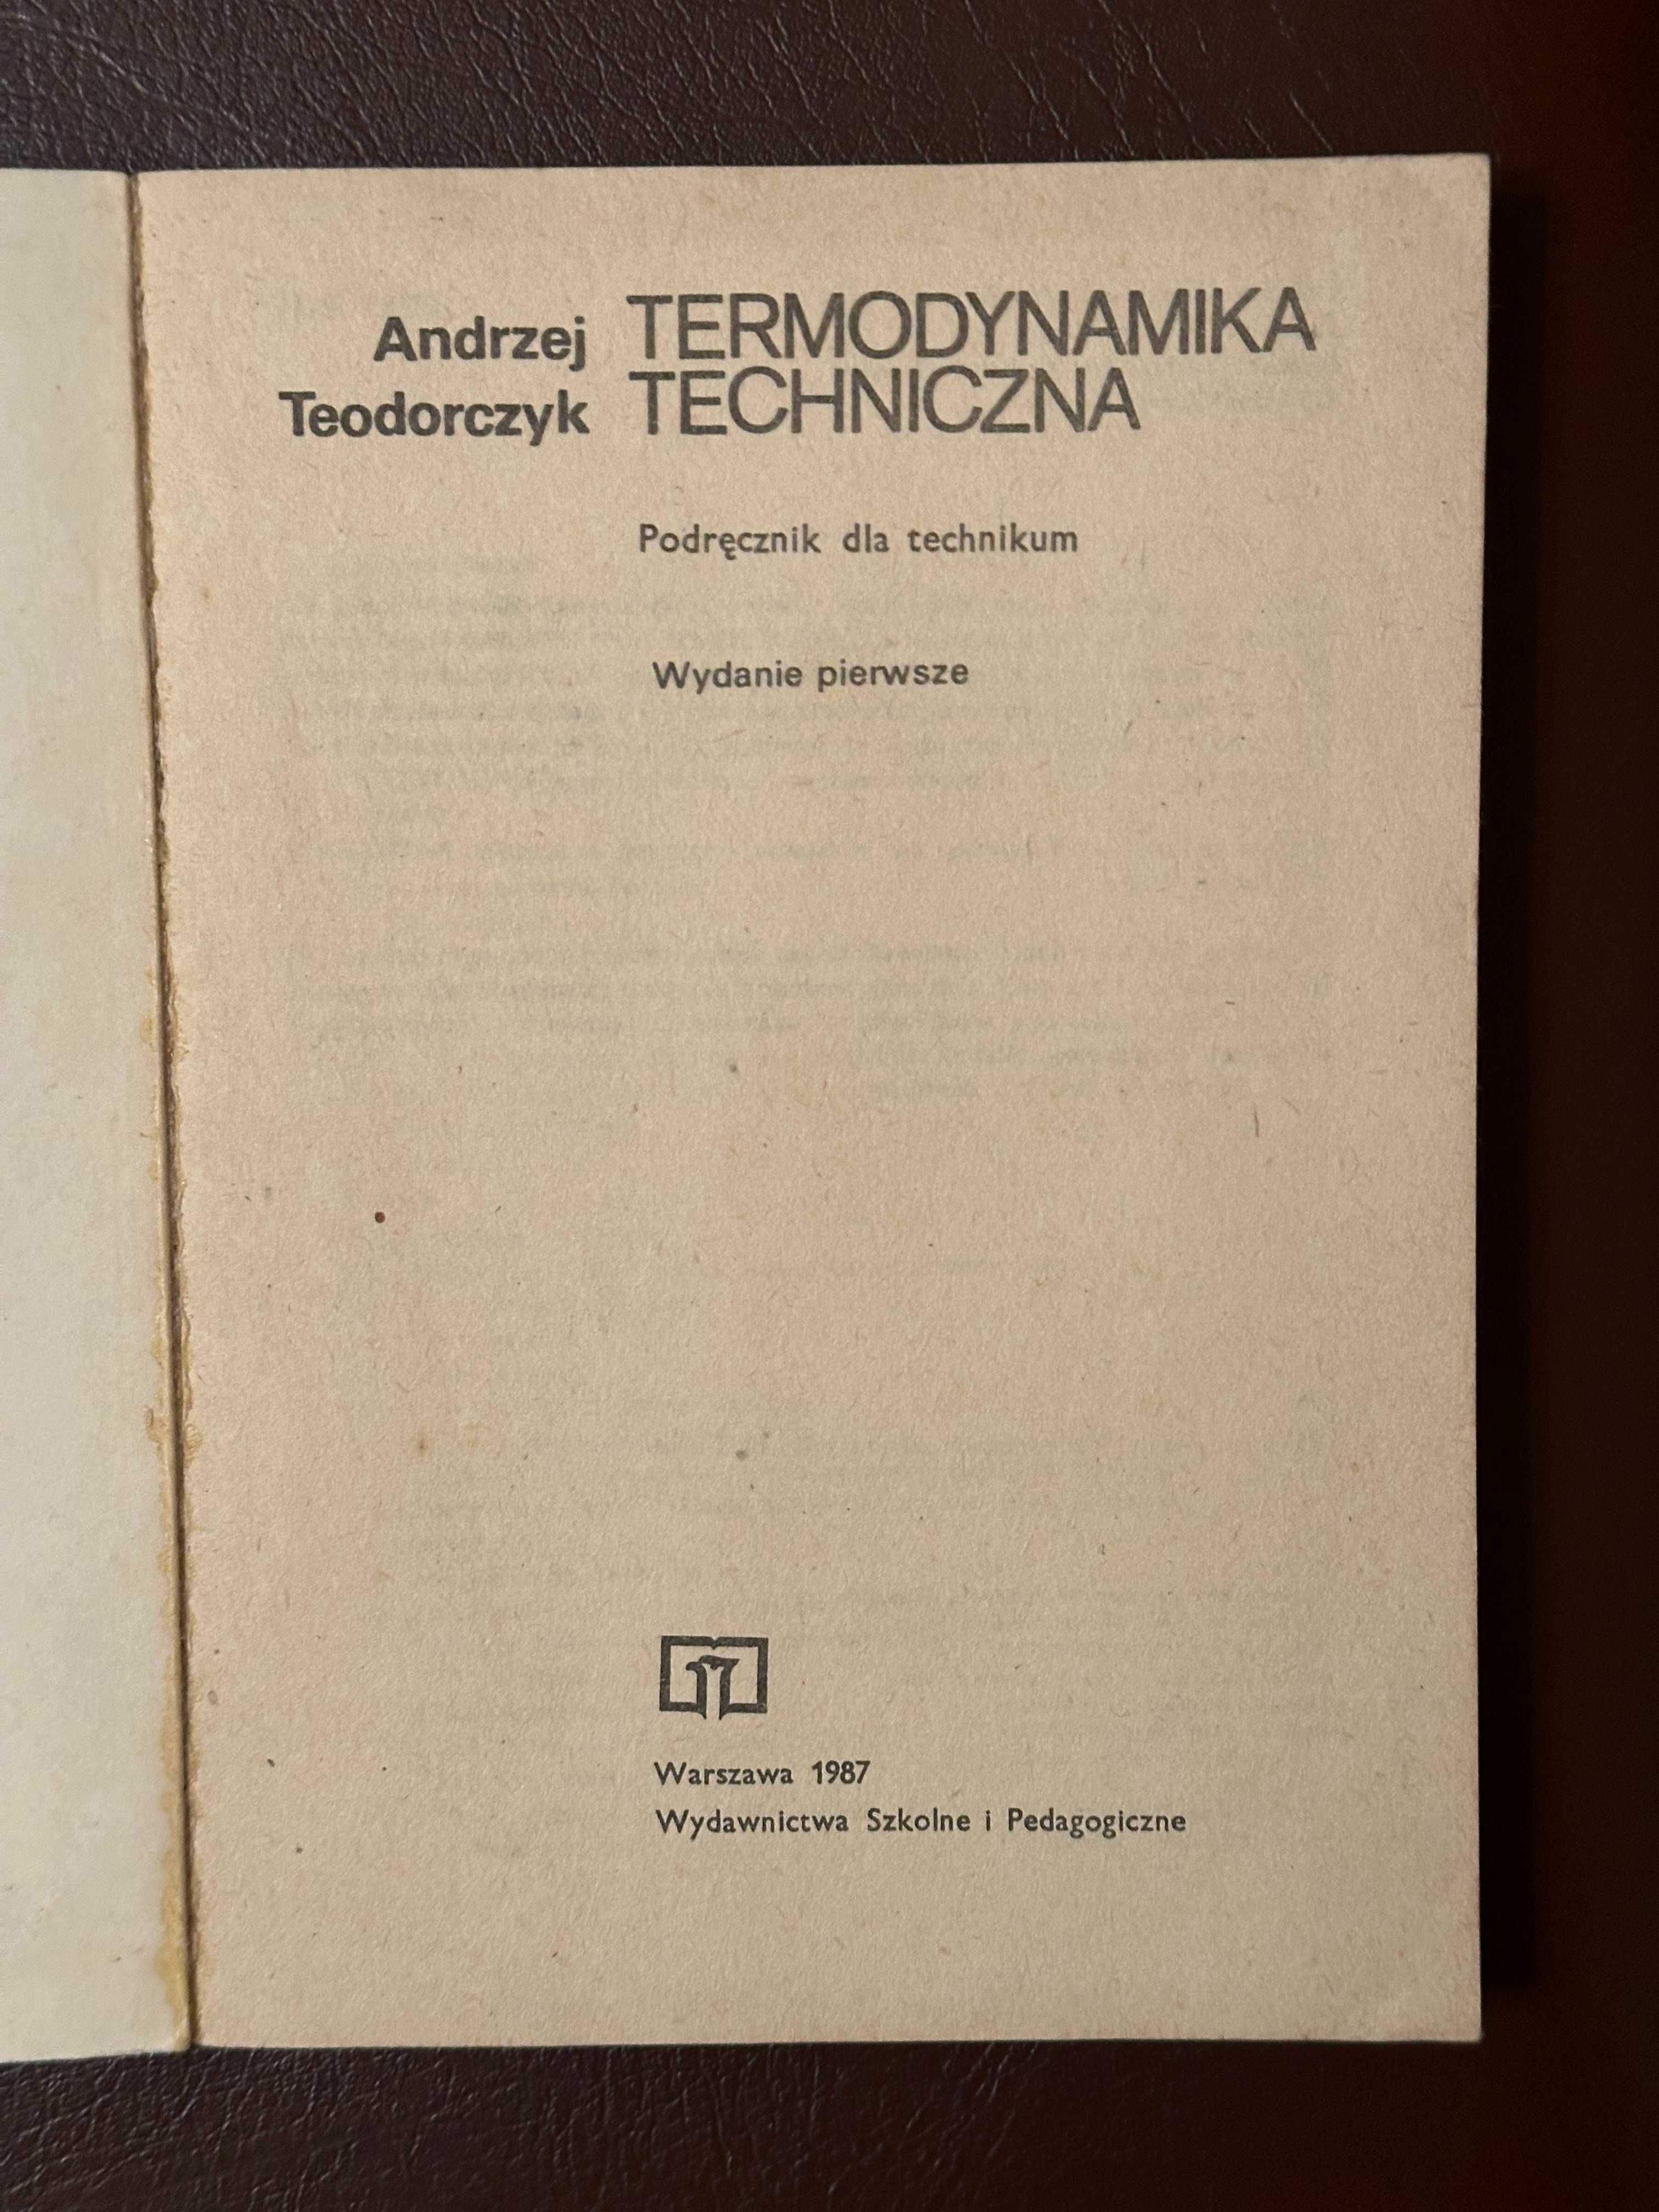 Andrzej
Teodorczyk
TERMODYNAMIKA
TECHNICZNA
Podręcznik dla technikum
Wydanie pierwsze
Warszawa 1987
Wydawnictwa Szkolne i Pedagogiczne